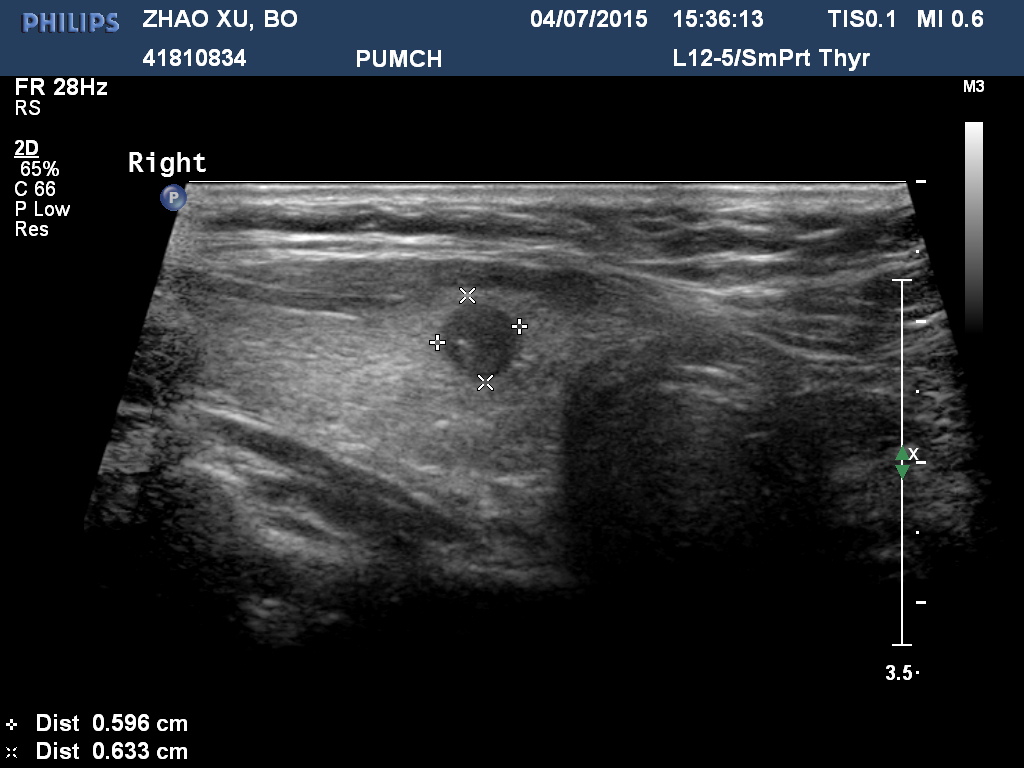 PHILIPS ZHAO XU, BO 04/07/2015 15:36:13 TIS0.1 MI 0.6
41810834 PUMCH L12-5/SmPrt Thyr
FR 28Hz M3
RS
2D
65%
C 66
P Low
Res
Right
P
X
3.5
Dist 0.596 cm
Dist 0.633 cm